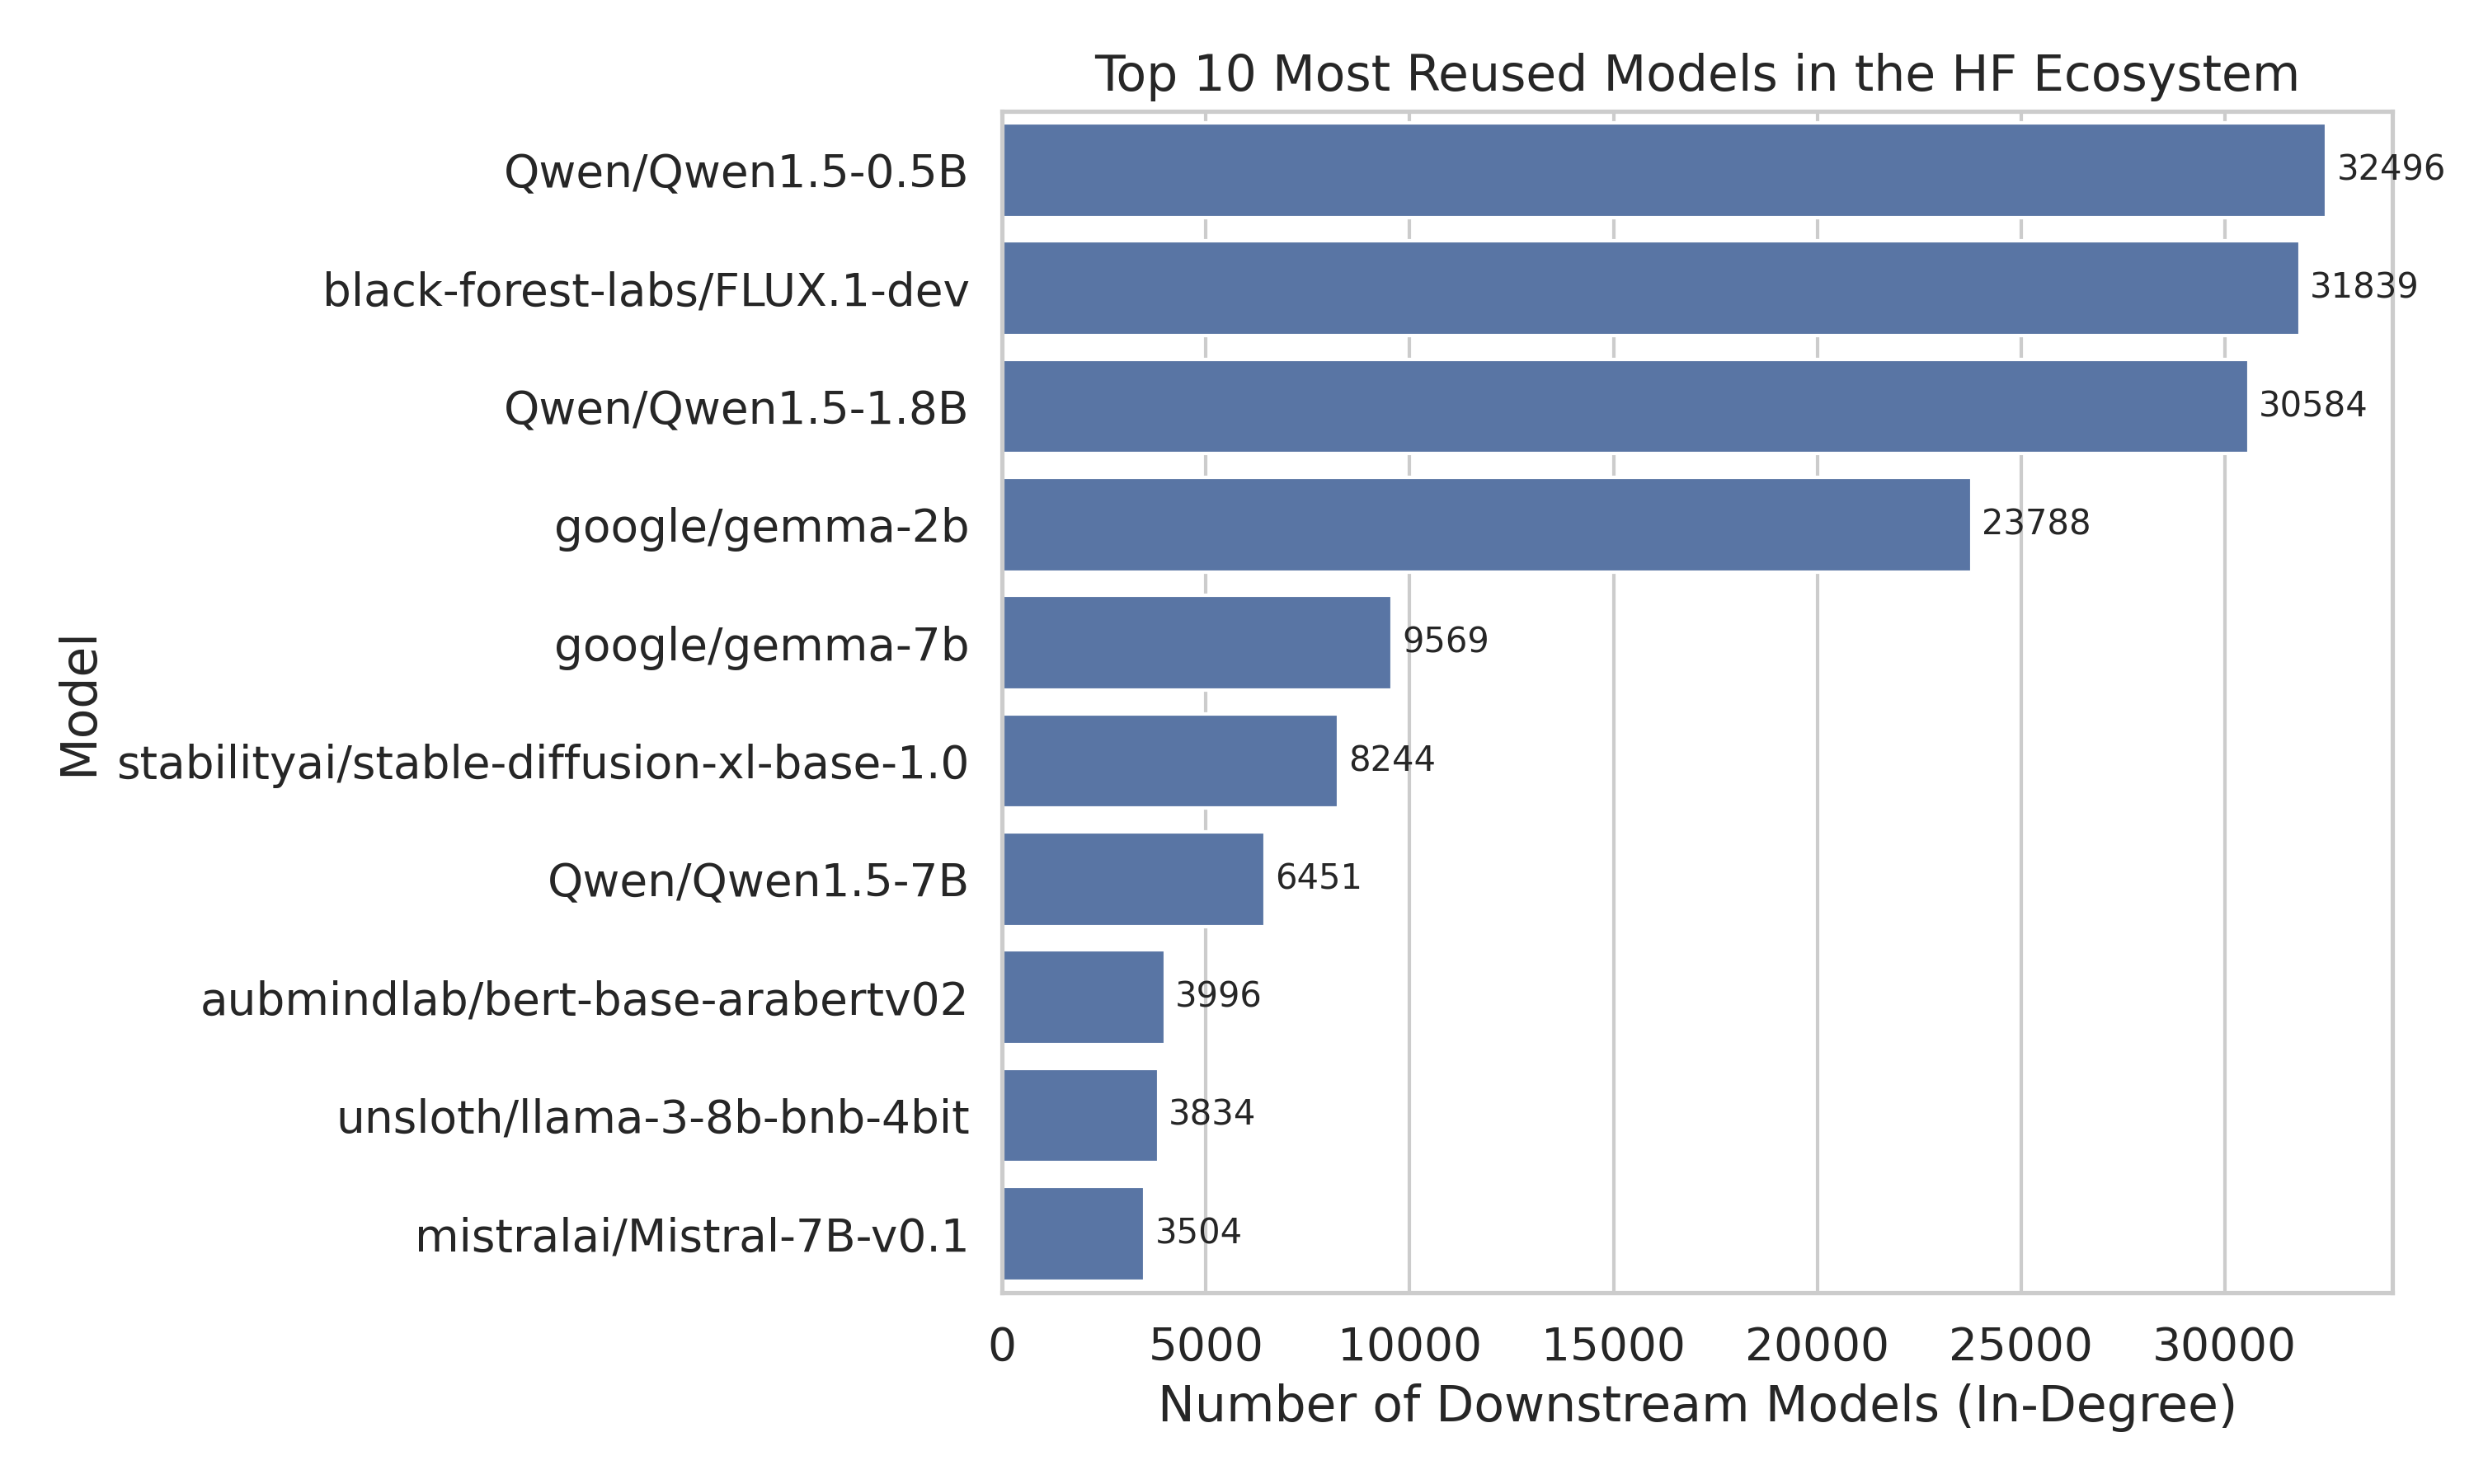 Top 10 Most Reused Models in the HF Ecosystem
Model
Qwen/Qwen1.5-0.5B 32496
black-forest-labs/FLUX.1-dev 31839
Qwen/Qwen1.5-1.8B 30584
google/gemma-2b 23788
google/gemma-7b 9569
stabilityai/stable-diffusion-xl-base-1.0 8244
Qwen/Qwen1.5-7B 6451
aubmindlab/bert-base-arabertv02 3996
unsloth/llama-3-8b-bnb-4bit 3834
mistralai/Mistral-7B-v0.1 3504
0 5000 10000 15000 20000 25000 30000
Number of Downstream Models (In-Degree)